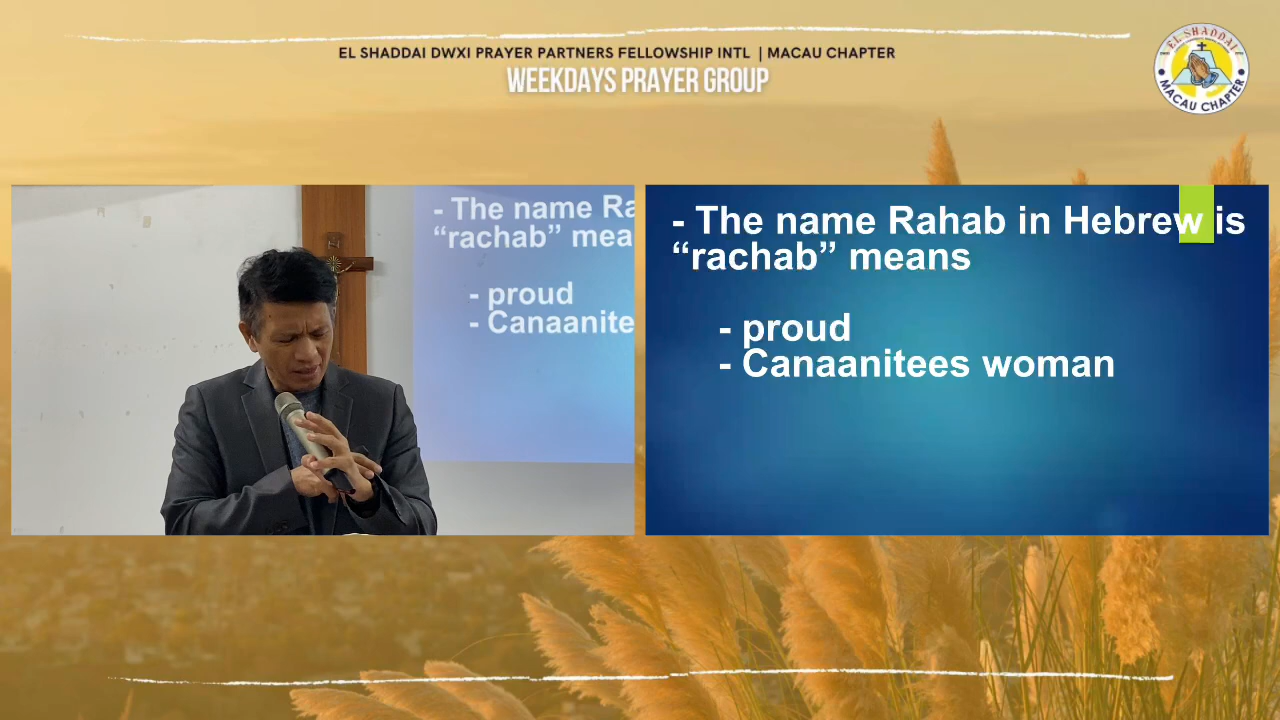 EL SHADDAI DWXI PRAYER PARTNERS FELLOWSHIP INTL | MACAU CHAPTER
WEEKDAYS PRAYER GROUP
EL SHADDAI
MACAU CHAPTER
- The name Ra
“rachab” mea
- proud
- Canaanite
- The name Rahab in Hebrew is
“rachab” means
- proud
- Canaanitees woman